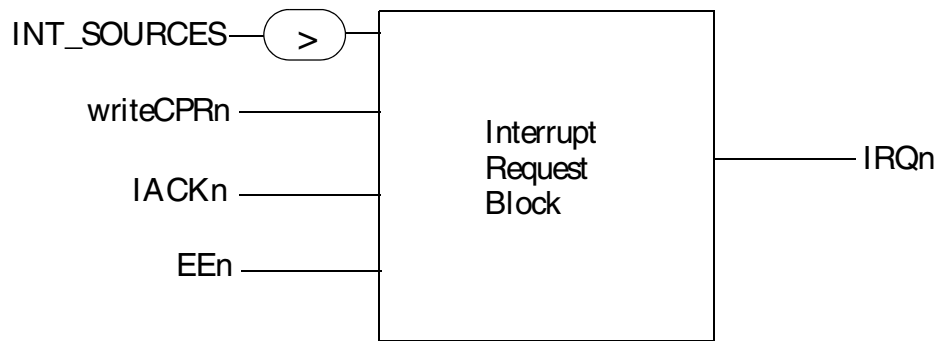 INT_SOURCES >
writeCPRn
IACKn
EEn
Interrupt
Request
Block
IRQn